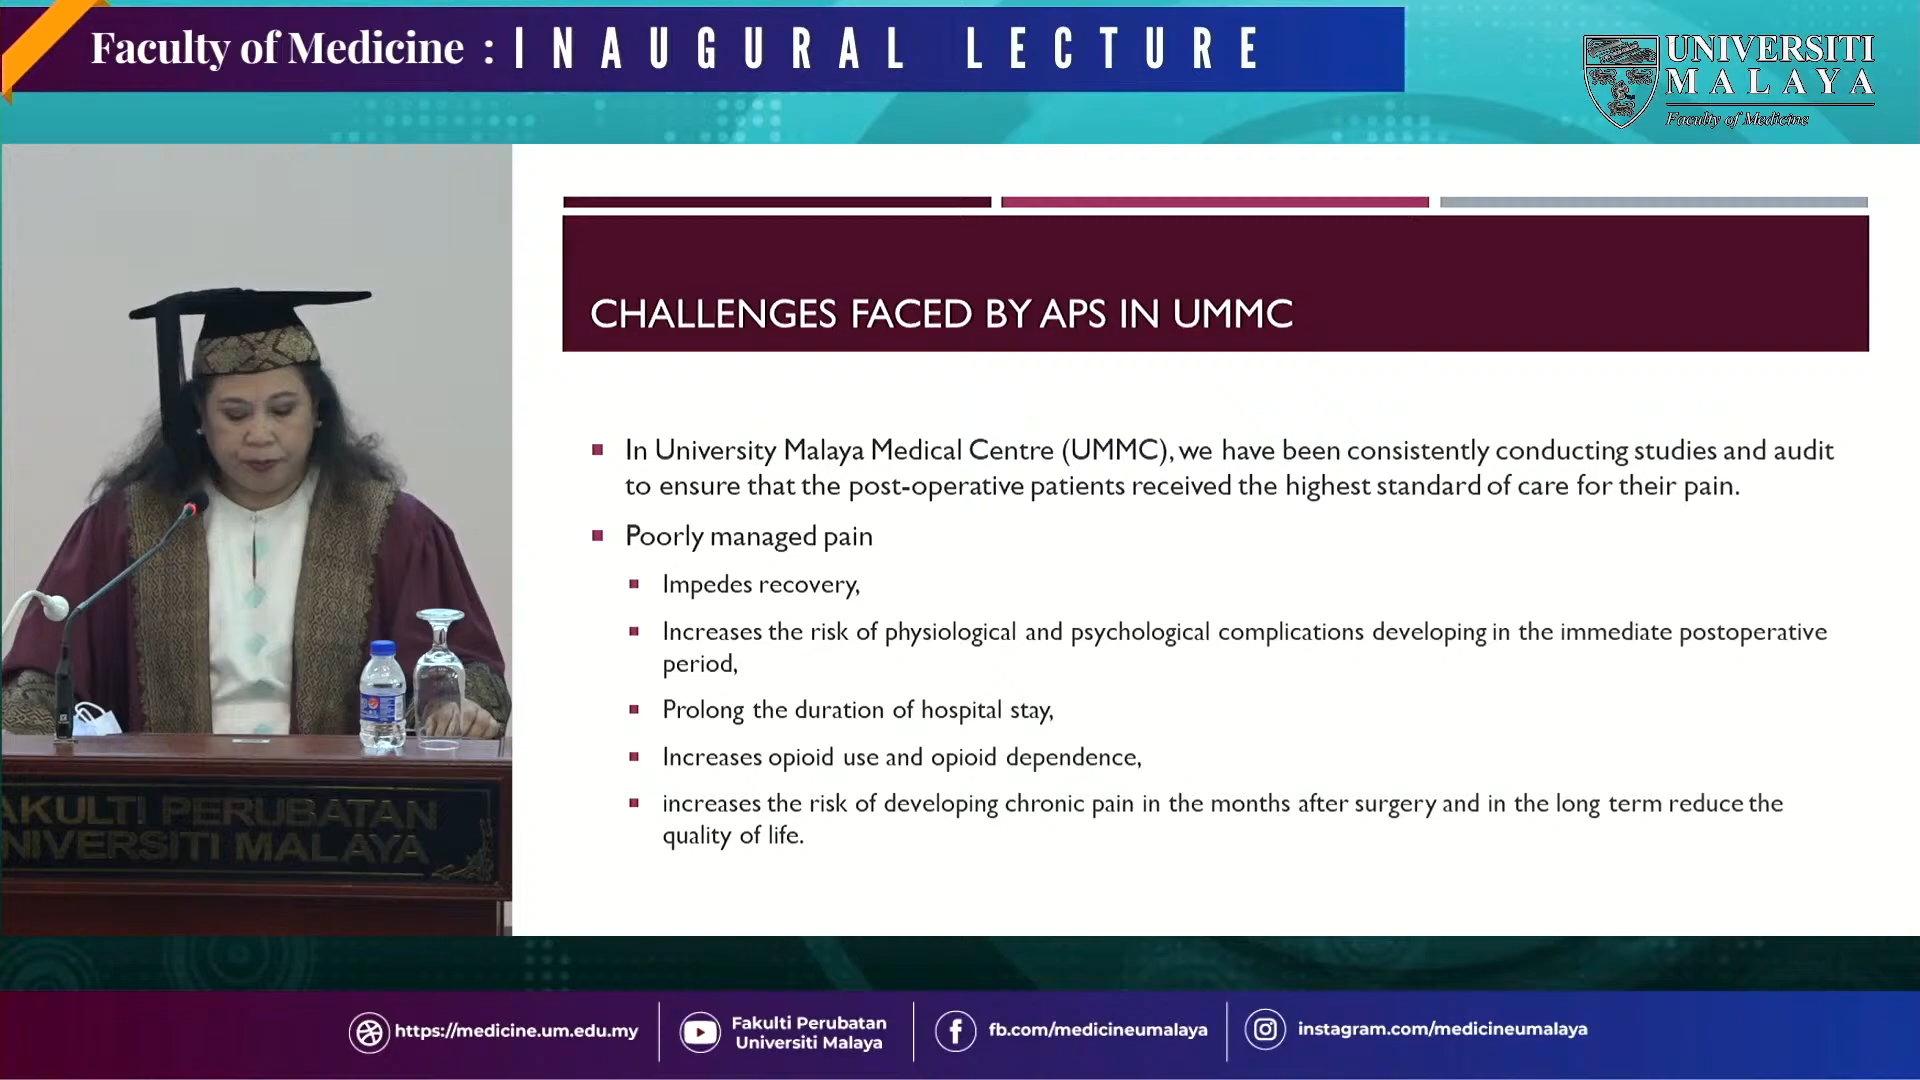 Faculty of Medicine : INAUGURAL LECTURE
UNIVERSITI
MALAYA
Faculty of Medicine
CHALLENGES FACED BY APS IN UMMC
In University Malaya Medical Centre (UMMC), we have been consistently conducting studies and audit
to ensure that the post-operative patients received the highest standard of care for their pain.
Poorly managed pain
Impedes recovery,
Increases the risk of physiological and psychological complications developing in the immediate postoperative
period,
Prolong the duration of hospital stay,
Increases opioid use and opioid dependence,
increases the risk of developing chronic pain in the months after surgery and in the long term reduce the
quality of life.
AKULTI PERUBATAN
NIVERSITI MALAYA
https://medicine.um.edu.my
Fakulti Perubatan
Universiti Malaya
fb.com/medicineumalaya
instagram.com/medicineumalaya